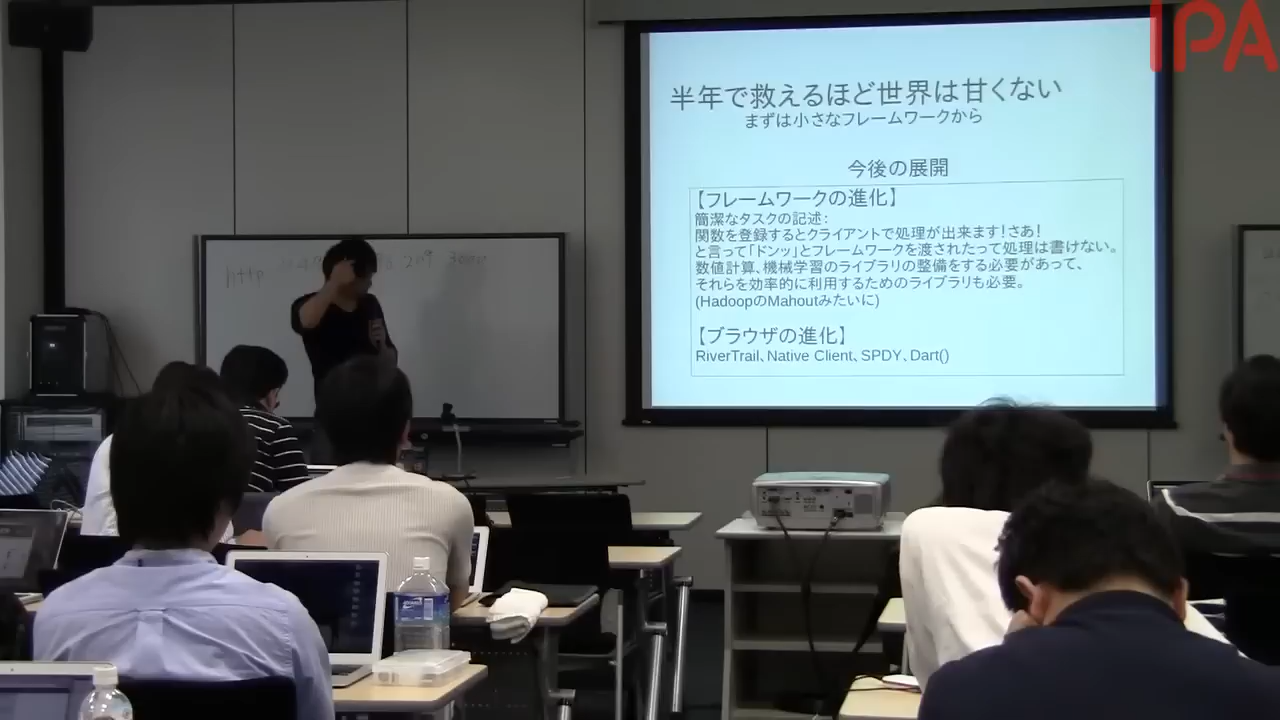 IPA
半年で救えるほど世界は甘くない
まずは小さなフレームワークから
今後の展開
【フレームワークの進化】
簡潔なタスクの記述:
関数を登録するとクライアントで処理が出来ます！さあ！
と言って「ドンッ」とフレームワークを渡されたって処理は書けない。
数値計算、機械学習のライブラリの整備をする必要があって、
それらを効率的に利用するためのライブラリも必要。
(HadoopのMahoutみたいに)
【ブラウザの進化】
RiverTrail、Native Client、SPDY、Dart()
http